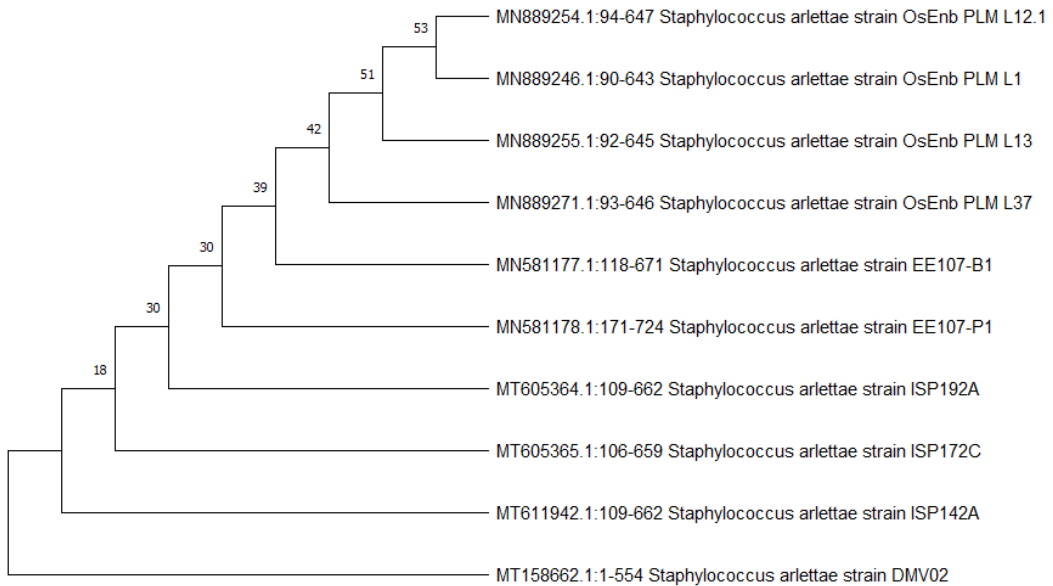 MN889254.1:94-647 Staphylococcus arlettae strain OsEnb PLM L12.1
53
MN889246.1:90-643 Staphylococcus arlettae strain OsEnb PLM L1
51
MN889255.1:92-645 Staphylococcus arlettae strain OsEnb PLM L13
42
MN889271.1:93-646 Staphylococcus arlettae strain OsEnb PLM L37
39
MN581177.1:118-671 Staphylococcus arlettae strain EE107-B1
30
MN581178.1:171-724 Staphylococcus arlettae strain EE107-P1
30
MT605364.1:109-662 Staphylococcus arlettae strain ISP192A
18
MT605365.1:106-659 Staphylococcus arlettae strain ISP172C
MT611942.1:109-662 Staphylococcus arlettae strain ISP142A
MT158662.1:1-554 Staphylococcus arlettae strain DMV02